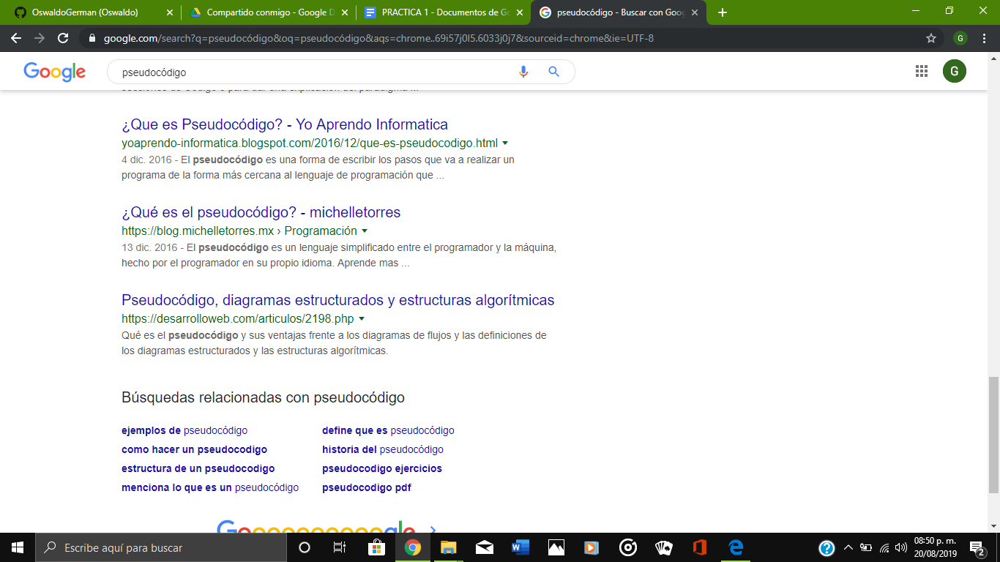 OswaldoGerman (Oswaldo)
Compartido conmigo - Google D
PRACTICA 1 - Documentos de Go
pseudocódigo - Buscar con Goog
google.com/search?q=pseudocódigo&oq=pseudocódigo&aqs=chrome..69i57j0l5.6033j0j7&sourceid=chrome&ie=UTF-8
G
Google
pseudocódigo
G
¿Que es Pseudocódigo? - Yo Aprendo Informatica
yoaprendo-informatica.blogspot.com/2016/12/que-es-pseudocodigo.html
4 dic. 2016 - El pseudocódigo es una forma de escribir los pasos que va a realizar un
programa de la forma más cercana al lenguaje de programación que ...
¿Qué es el pseudocódigo? - michelletorres
https://blog.michelletorres.mx › Programación
13 dic. 2016 - El pseudocódigo es un lenguaje simplificado entre el programador y la máquina,
hecho por el programador en su propio idioma. Aprende mas ...
Pseudocódigo, diagramas estructurados y estructuras algorítmicas
https://desarrolloweb.com/articulos/2198.php
Qué es el pseudocódigo y sus ventajas frente a los diagramas de flujos y las definiciones de
los diagramas estructurados y las estructuras algorítmicas.
Búsquedas relacionadas con pseudocódigo
ejemplos de pseudocódigo
define que es pseudocódigo
como hacer un pseudocodigo
historia del pseudocódigo
estructura de un pseudocodigo
pseudocodigo ejercicios
menciona lo que es un pseudocódigo
pseudocodigo pdf
Goooooooooogle
Escribe aquí para buscar
08:50 p. m.
20/08/2019
2